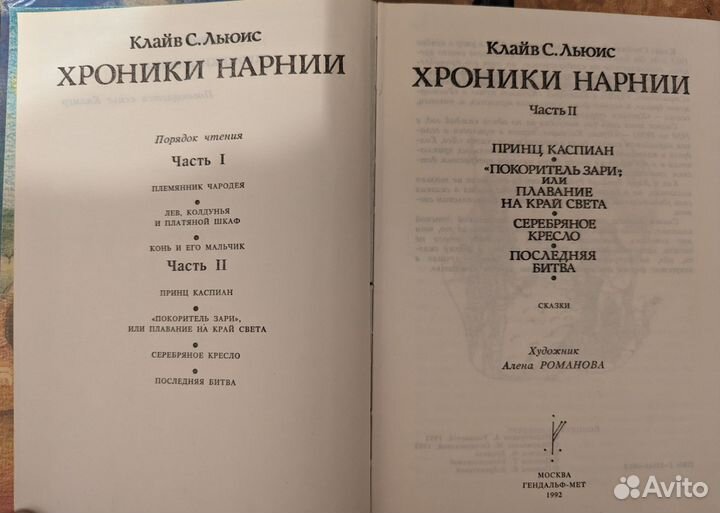 Клайв С. Льюис
ХРОНИКИ НАРНИИ
Порядок чтения
Часть I
ПЛЕМЯННИК ЧАРОДЕЯ
ЛЕВ, КОЛДУНЬЯ
И ПЛАТЯНОЙ ШКАФ
КОНЬ И ЕГО МАЛЬЧИК
Часть II
ПРИНЦ КАСПИАН
«ПОКОРИТЕЛЬ ЗАРИ»,
ИЛИ ПЛАВАНИЕ НА КРАЙ СВЕТА
СЕРЕБРЯНОЕ КРЕСЛО
ПОСЛЕДНЯЯ БИТВА
Клайв С. Льюис
ХРОНИКИ НАРНИИ
Часть II
ПРИНЦ КАСПИАН
«ПОКОРИТЕЛЬ ЗАРИ»,
ИЛИ
ПЛАВАНИЕ
НА КРАЙ СВЕТА
СЕРЕБРЯНОЕ
КРЕСЛО
ПОСЛЕДНЯЯ
БИТВА
СКАЗКИ
Художник
Алена РОМАНОВА
МОСКВА
ГЕНДАЛЬФ-МЕТ
1992
Avito